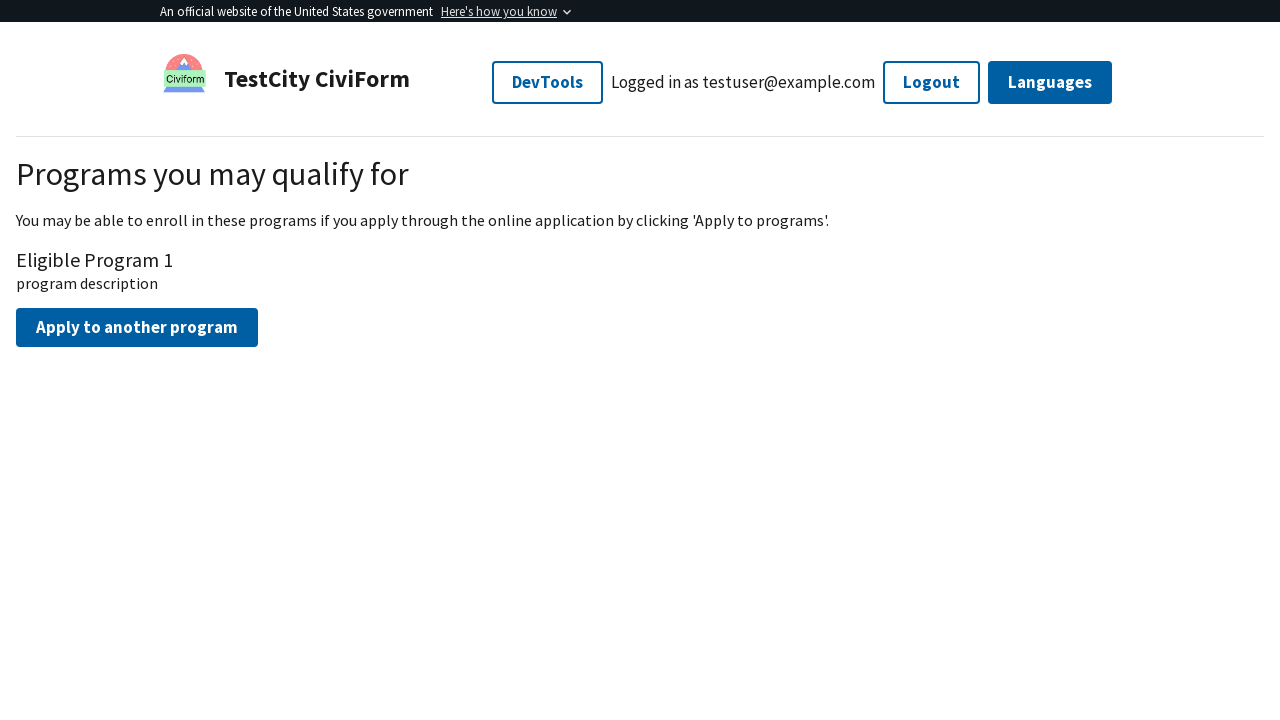 An official website of the United States government Here's how you know
Civiform
TestCity CiviForm
DevTools
Logged in as testuser@example.com
Logout
Languages
Programs you may qualify for
You may be able to enroll in these programs if you apply through the online application by clicking 'Apply to programs'.
Eligible Program 1
program description
Apply to another program